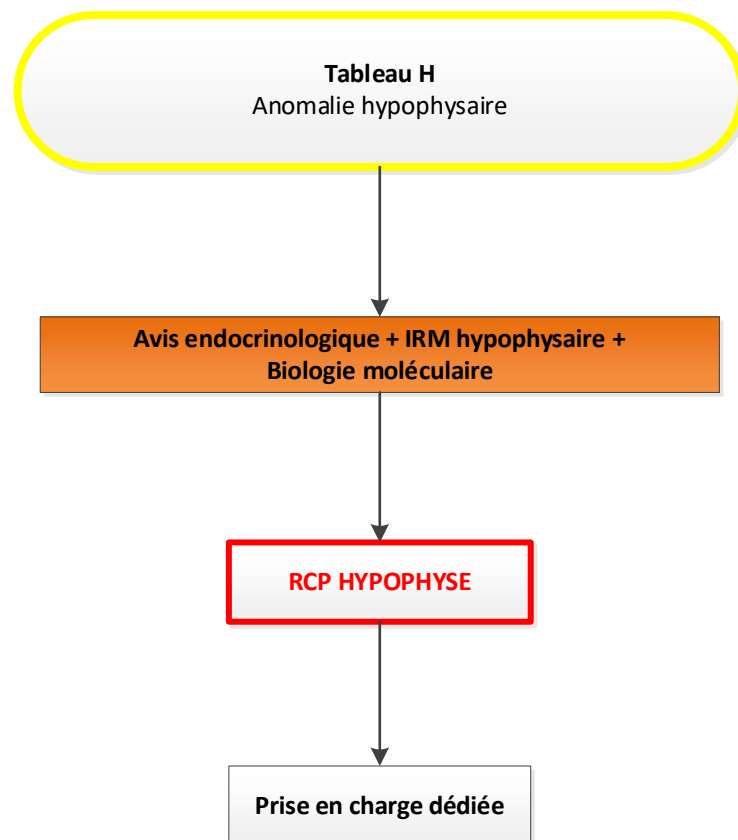 Tableau H
Anomalie hypophysaire
Avis endocrinologique + IRM hypophysaire +
Biologie moléculaire
RCP HYPOPHYSE
Prise en charge dédiée